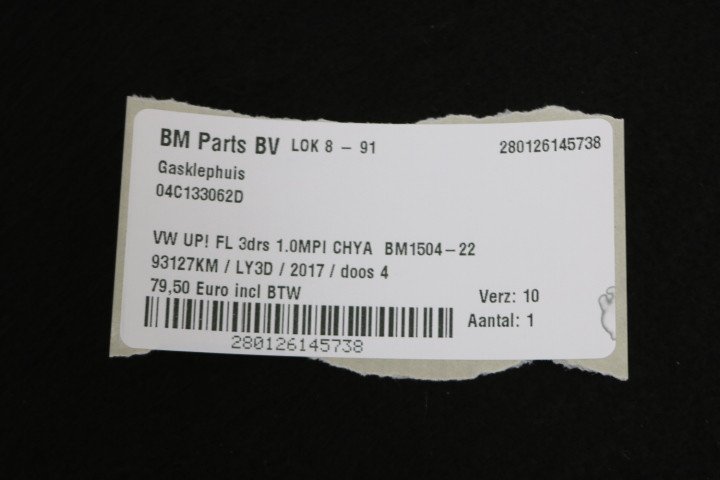 BM Parts BV LOK 8 - 91 280126145738
Gasklephuis
04C133062D
VW UP! FL 3drs 1.0MPI CHYA BM1504-22
93127KM / LY3D / 2017 / doos 4
79,50 Euro incl BTW Verz: 10
Aantal: 1
280126145738